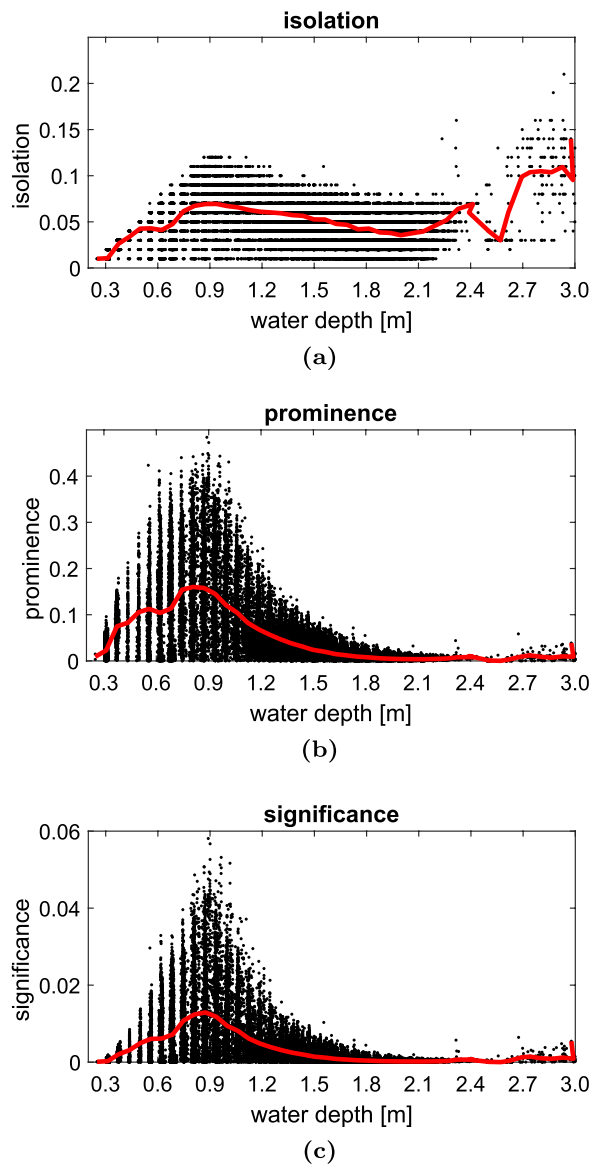 isolation
0.2
0.15
0.1
0.05
0
isolation
0.3 0.6 0.9 1.2 1.5 1.8 2.1 2.4 2.7 3.0
water depth [m]
(a)
prominence
0.4
0.3
0.2
0.1
0
prominence
0.3 0.6 0.9 1.2 1.5 1.8 2.1 2.4 2.7 3.0
water depth [m]
(b)
significance
0.06
0.04
0.02
0
significance
0.3 0.6 0.9 1.2 1.5 1.8 2.1 2.4 2.7 3.0
water depth [m]
(c)